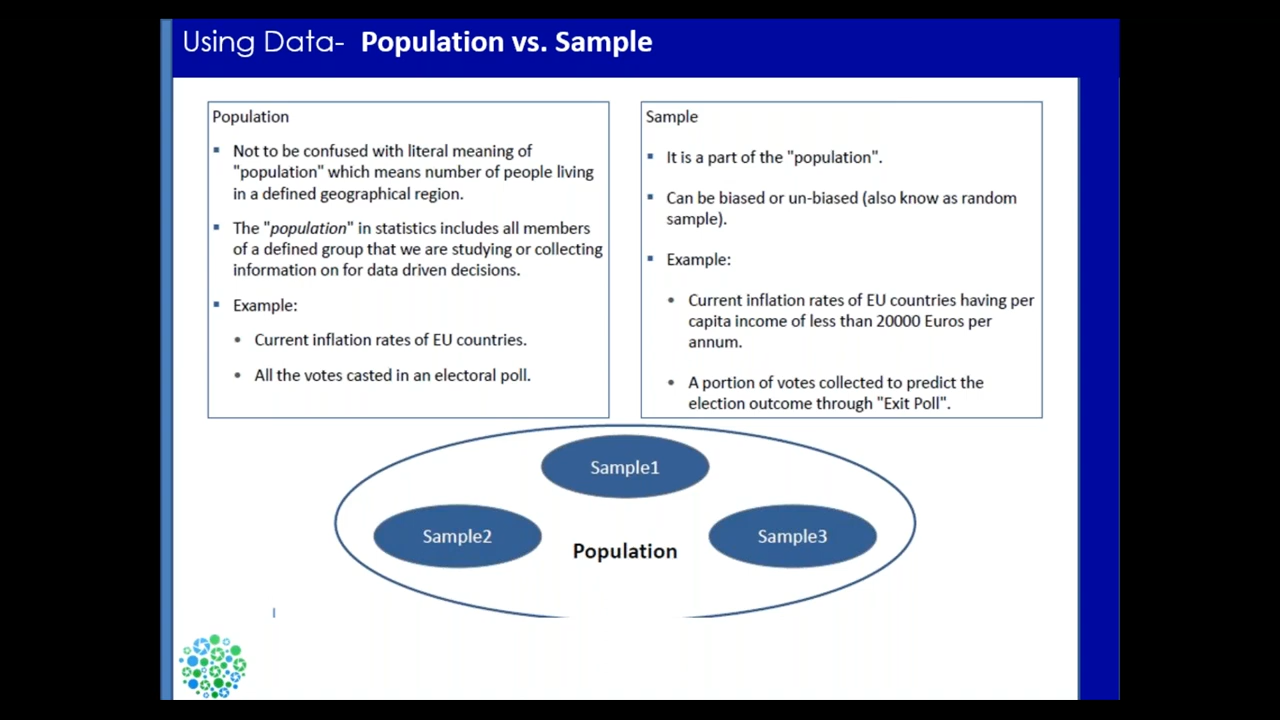 Using Data- Population vs. Sample
Population
Not to be confused with literal meaning of
"population" which means number of people living
in a defined geographical region.
The "population" in statistics includes all members
of a defined group that we are studying or collecting
information on for data driven decisions.
Example:
Current inflation rates of EU countries.
All the votes casted in an electoral poll.
Sample
It is a part of the "population".
Can be biased or un-biased (also know as random
sample).
Example:
Current inflation rates of EU countries having per
capita income of less than 20000 Euros per
annum.
A portion of votes collected to predict the
election outcome through "Exit Poll".
Sample1
Sample2
Sample3
Population